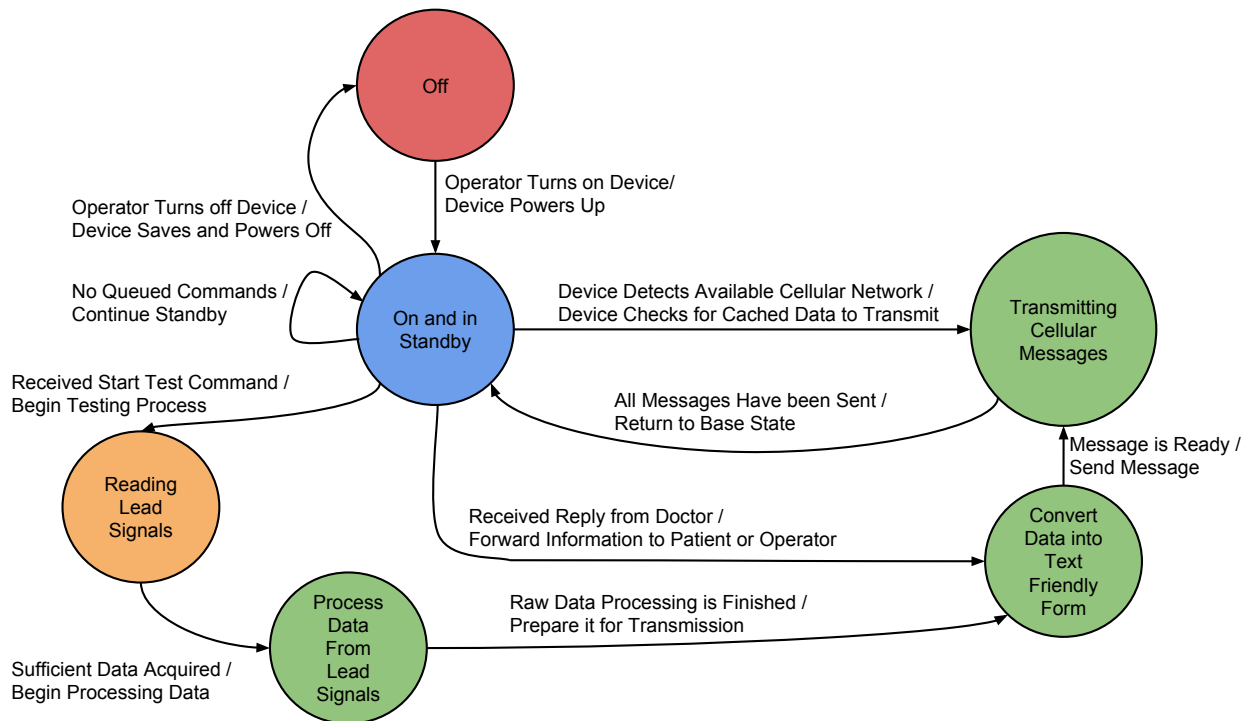 Off
Operator Turns on Device/
Device Powers Up
Operator Turns off Device /
Device Saves and Powers Off
No Queued Commands /
Continue Standby
On and in
Standby
Device Detects Available Cellular Network /
Device Checks for Cached Data to Transmit
Transmitting
Cellular
Messages
Received Start Test Command /
Begin Testing Process
All Messages Have been Sent /
Return to Base State
Message is Ready /
Send Message
Reading
Lead
Signals
Received Reply from Doctor /
Forward Information to Patient or Operator
Convert
Data into
Text
Friendly
Form
Process
Data
From
Lead
Signals
Raw Data Processing is Finished /
Prepare it for Transmission
Sufficient Data Acquired /
Begin Processing Data